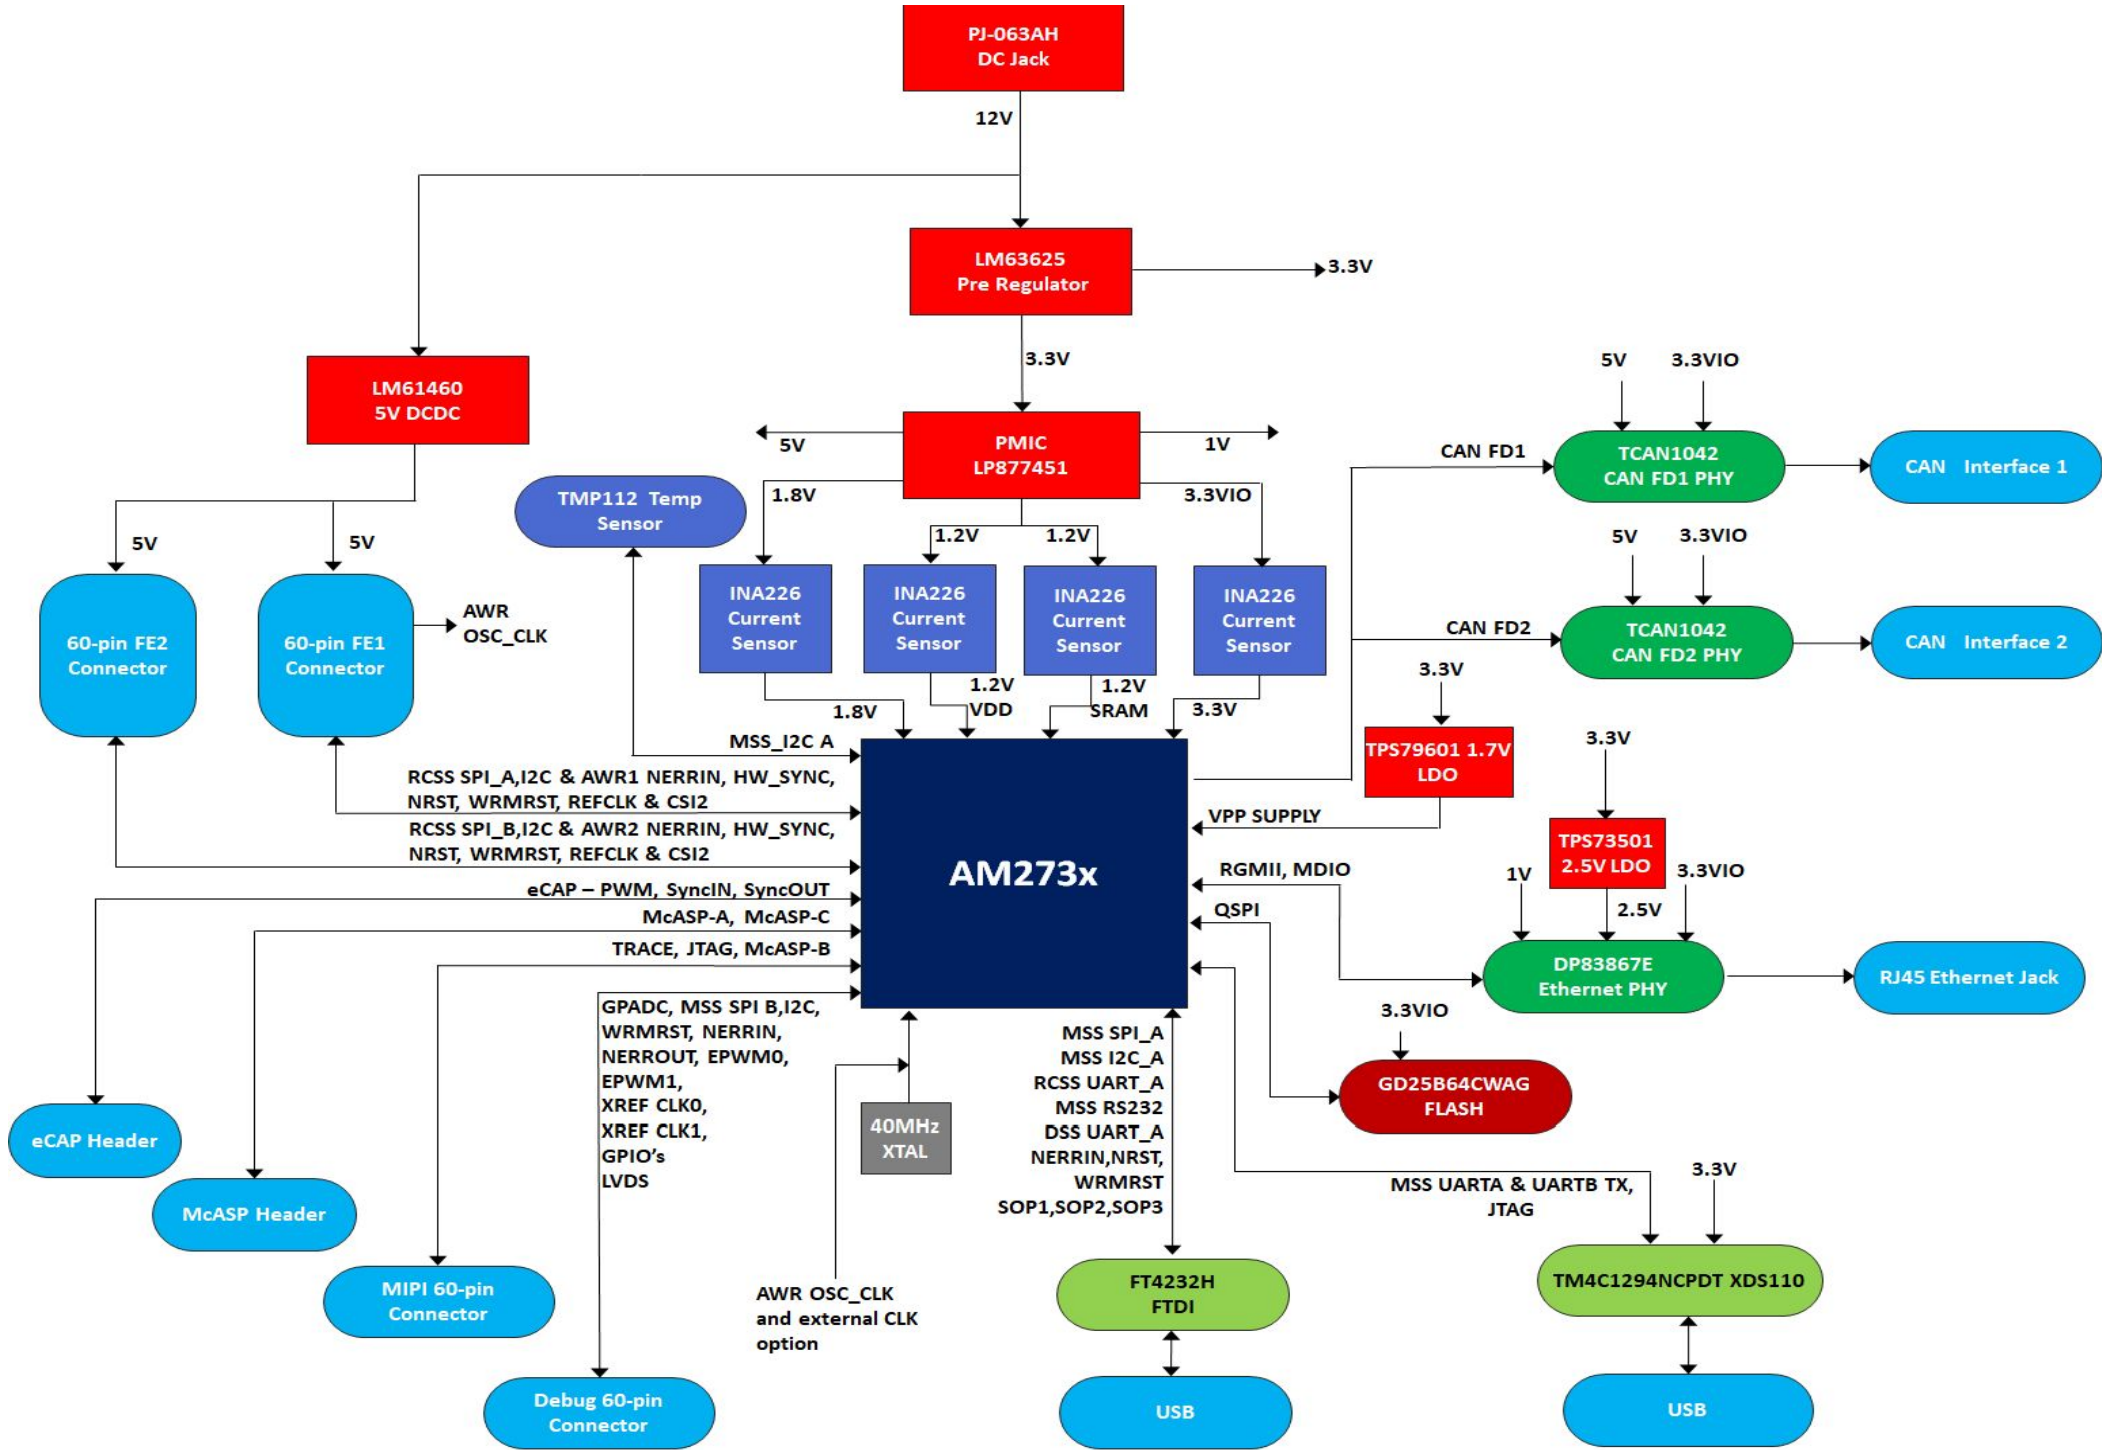 PJ-063AH
DC Jack
12V
LM63625
Pre Regulator
3.3V
3.3V
LM61460
5V DCDC
5V
5V
PMIC
LP877451
5V
1V
1.8V
3.3VIO
1.2V
1.2V
TMP112 Temp
Sensor
INA226
Current
Sensor
INA226
Current
Sensor
INA226
Current
Sensor
INA226
Current
Sensor
1.8V
1.2V
VDD
1.2V
SRAM
3.3V
60-pin FE2
Connector
60-pin FE1
Connector
AWR
OSC_CLK
5V
3.3VIO
CAN FD1
TCAN1042
CAN FD1 PHY
CAN Interface 1
5V
3.3VIO
CAN FD2
TCAN1042
CAN FD2 PHY
CAN Interface 2
3.3V
TPS79601 1.7V
LDO
VPP SUPPLY
3.3V
TPS73501
2.5V LDO
1V
2.5V
3.3VIO
RGMII, MDIO
DP83867E
Ethernet PHY
RJ45 Ethernet Jack
QSPI
3.3VIO
GD25B64CWAG
FLASH
MSS_I2C A
RCSS SPI_A,I2C & AWR1 NERRIN, HW_SYNC,
NRST, WRMRST, REFCLK & CSI2
RCSS SPI_B,I2C & AWR2 NERRIN, HW_SYNC,
NRST, WRMRST, REFCLK & CSI2
AM273x
eCAP – PWM, SyncIN, SyncOUT
McASP-A, McASP-C
TRACE, JTAG, McASP-B
GPADC, MSS SPI B,I2C,
WRMRST, NERRIN,
NERROUT, EPWM0,
EPWM1,
XREF CLK0,
XREF CLK1,
GPIO’s
LVDS
eCAP Header
McASP Header
MIPI 60-pin
Connector
Debug 60-pin
Connector
40MHz
XTAL
AWR OSC_CLK
and external CLK
option
MSS SPI_A
MSS I2C_A
RCSS UART_A
MSS RS232
DSS UART_A
NERRIN,NRST,
WRMRST
SOP1,SOP2,SOP3
FT4232H
FTDI
USB
MSS UARTA & UARTB TX,
JTAG
3.3V
TM4C1294NCPDT XDS110
USB